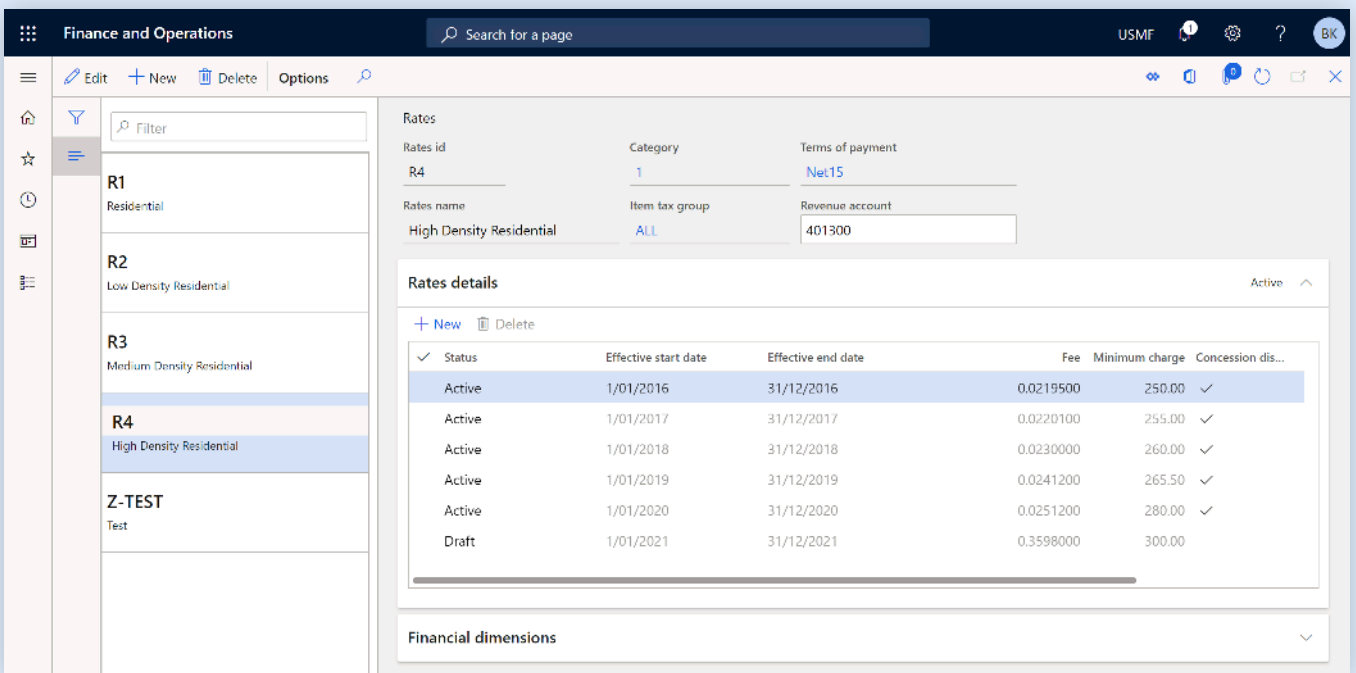 Finance and Operations
Search for a page
USMF
1
?
BK
Edit
New
Delete
Options
0
Filter
R1
Residential
R2
Low Density Residential
R3
Medium Density Residential
R4
High Density Residential
Z-TEST
Test
Rates
Rates id Category Terms of payment
R4 1 Net15
Rates name Item tax group Revenue account
High Density Residential ALL 401300
Rates details Active
New Delete
Status Effective start date Effective end date Fee Minimum charge Concession dis...
Active 1/01/2016 31/12/2016 0.0219500 250.00
Active 1/01/2017 31/12/2017 0.0220100 255.00
Active 1/01/2018 31/12/2018 0.0230000 260.00
Active 1/01/2019 31/12/2019 0.0241200 265.50
Active 1/01/2020 31/12/2020 0.0251200 280.00
Draft 1/01/2021 31/12/2021 0.3598000 300.00
Financial dimensions